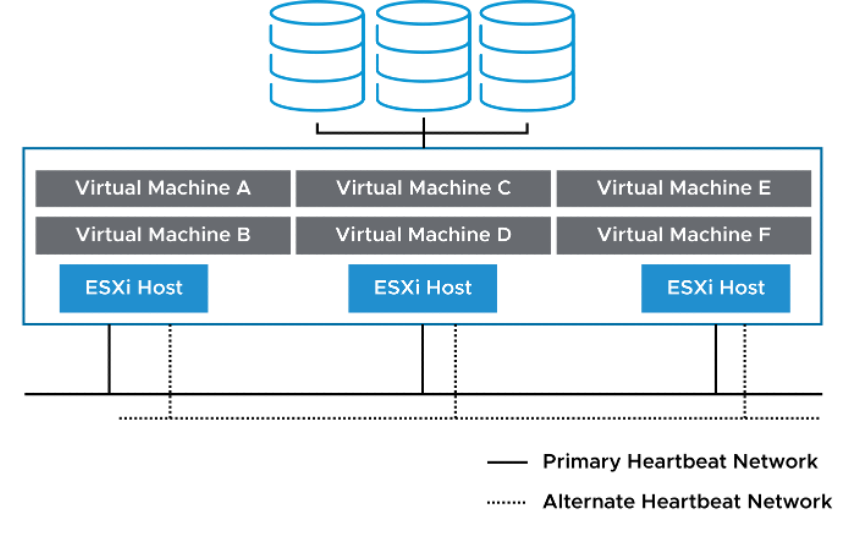 Virtual Machine A
Virtual Machine C
Virtual Machine E
Virtual Machine B
Virtual Machine D
Virtual Machine F
ESXi Host
ESXi Host
ESXi Host
Primary Heartbeat Network
Alternate Heartbeat Network